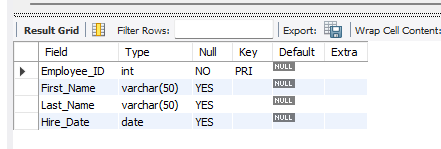 Result Grid Filter Rows: Export: Wrap Cell Content:
Field Type Null Key Default Extra
Employee_ID int NO PRI NULL
First_Name varchar(50) YES NULL
Last_Name varchar(50) YES NULL
Hire_Date date YES NULL